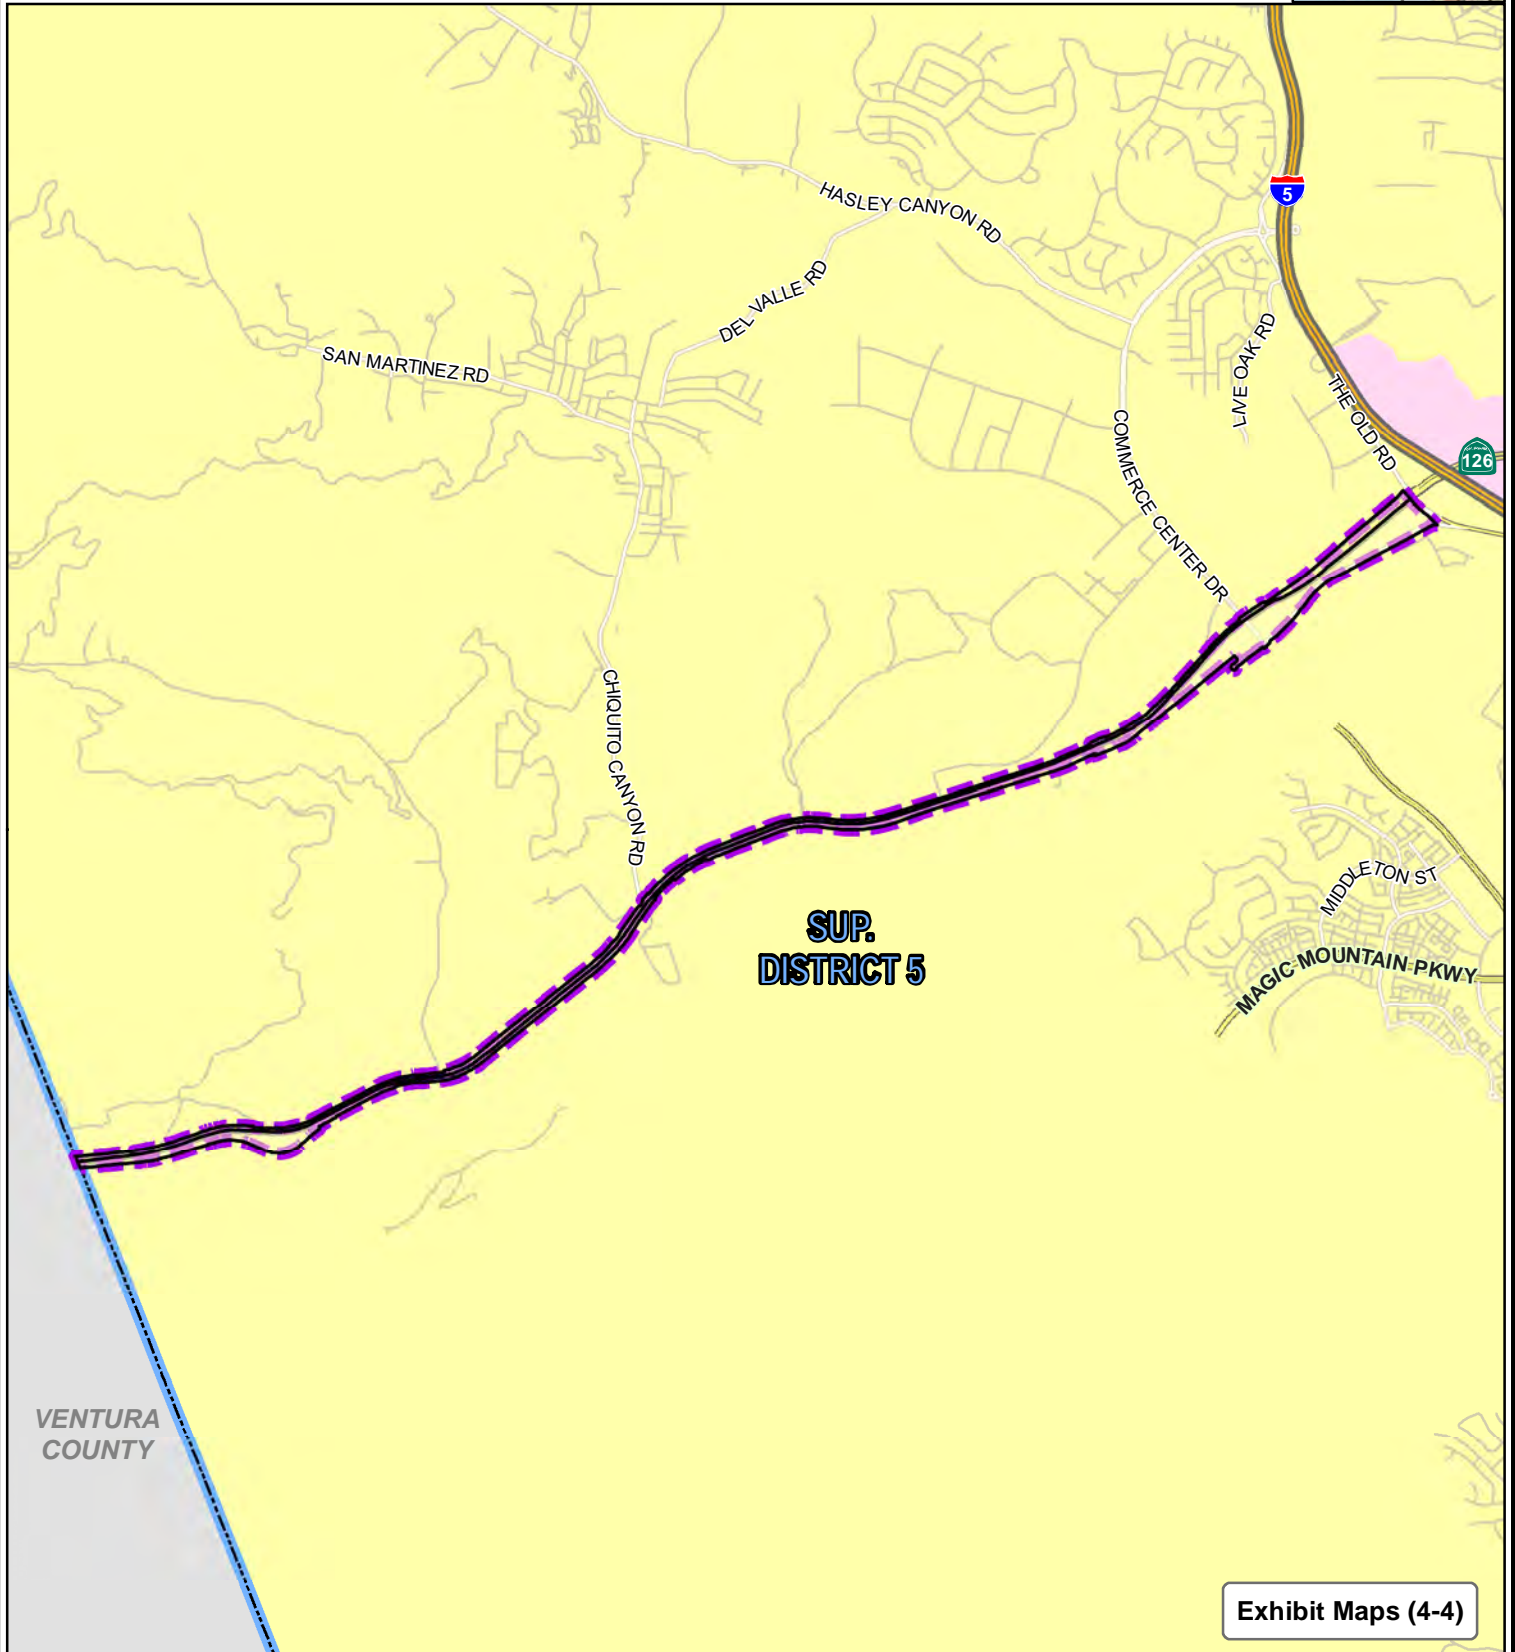 5
HASLEY CANYON RD
DEL VALLE RD
SAN MARTINEZ RD
LIVE OAK RD
THE OLD RD
126
COMMERCE CENTER DR
CHIQUITO CANYON RD
MIDDLETON ST
SUP.
DISTRICT 5
MAGIC MOUNTAIN PKWY
VENTURA
COUNTY
Exhibit Maps (4-4)